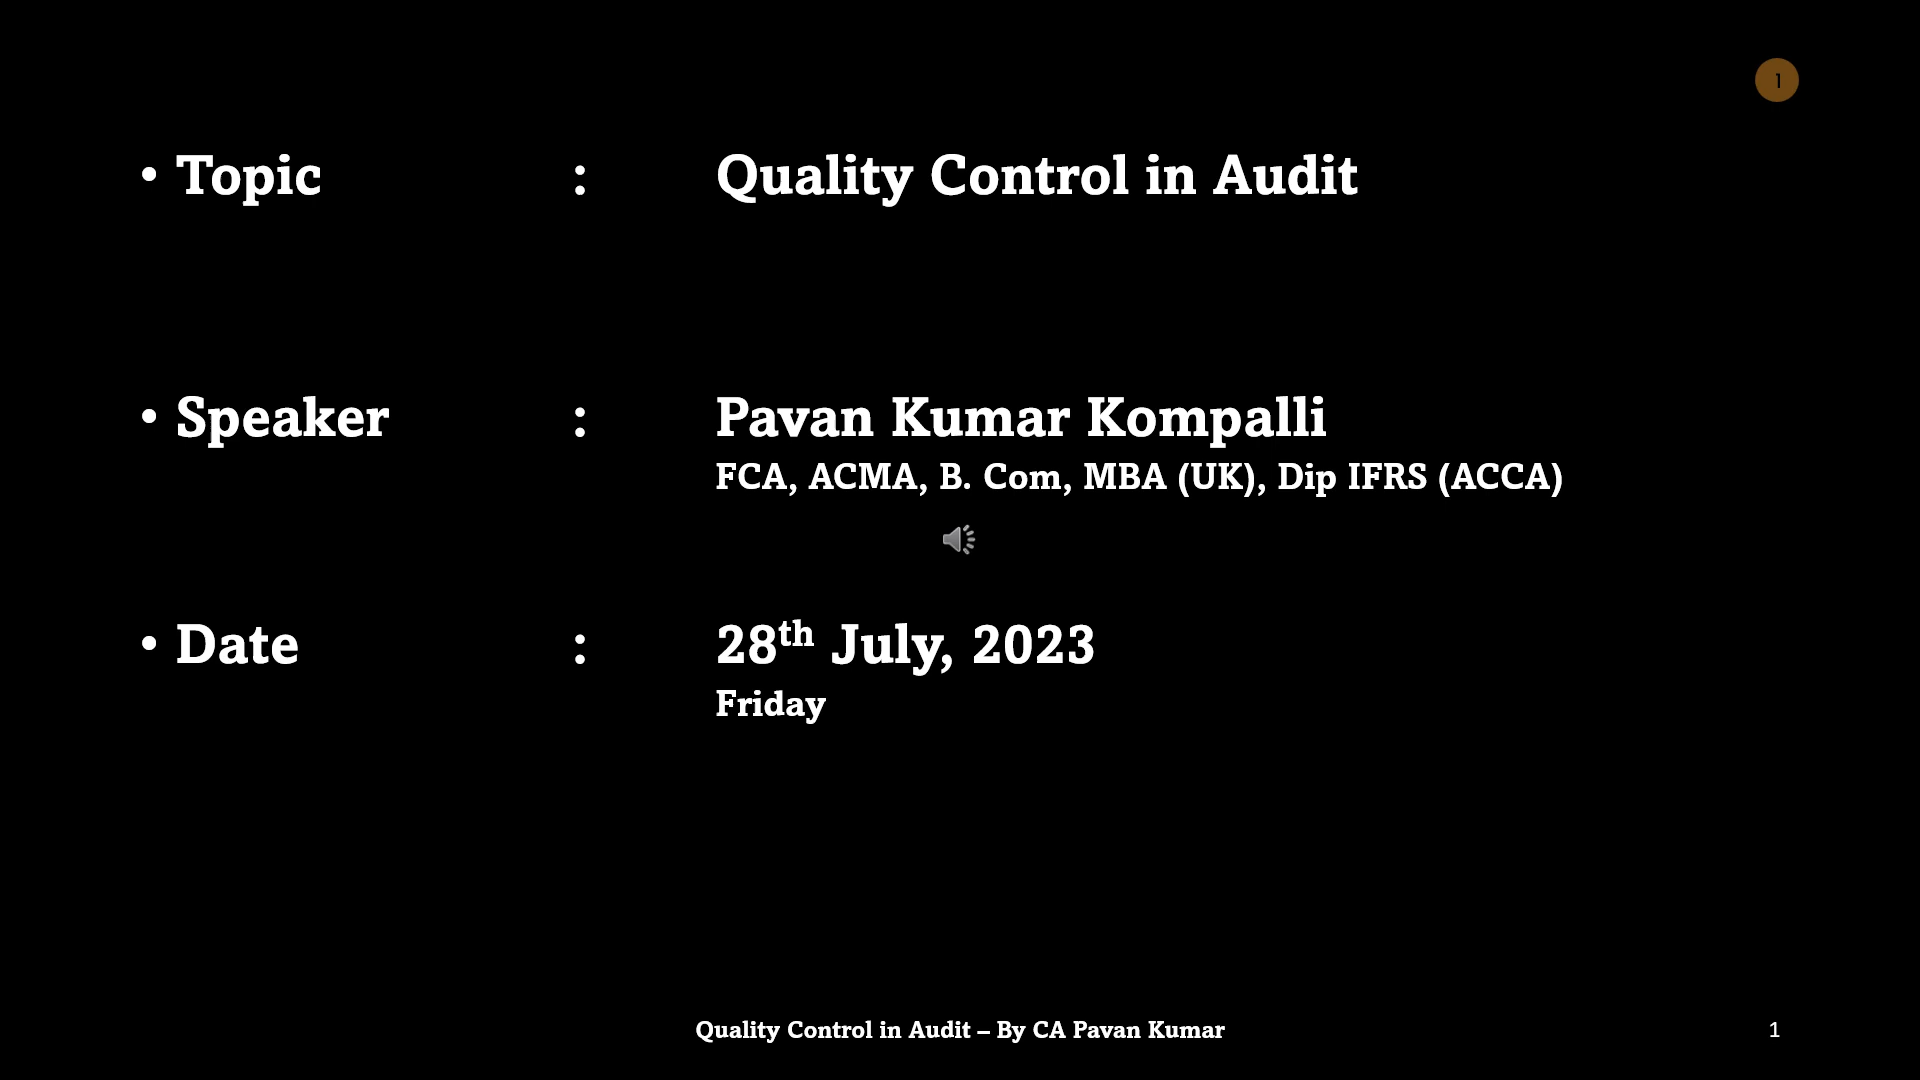 1
• Topic : Quality Control in Audit
• Speaker : Pavan Kumar Kompalli
FCA, ACMA, B. Com, MBA (UK), Dip IFRS (ACCA)
• Date : 28th July, 2023
Friday
Quality Control in Audit – By CA Pavan Kumar 1